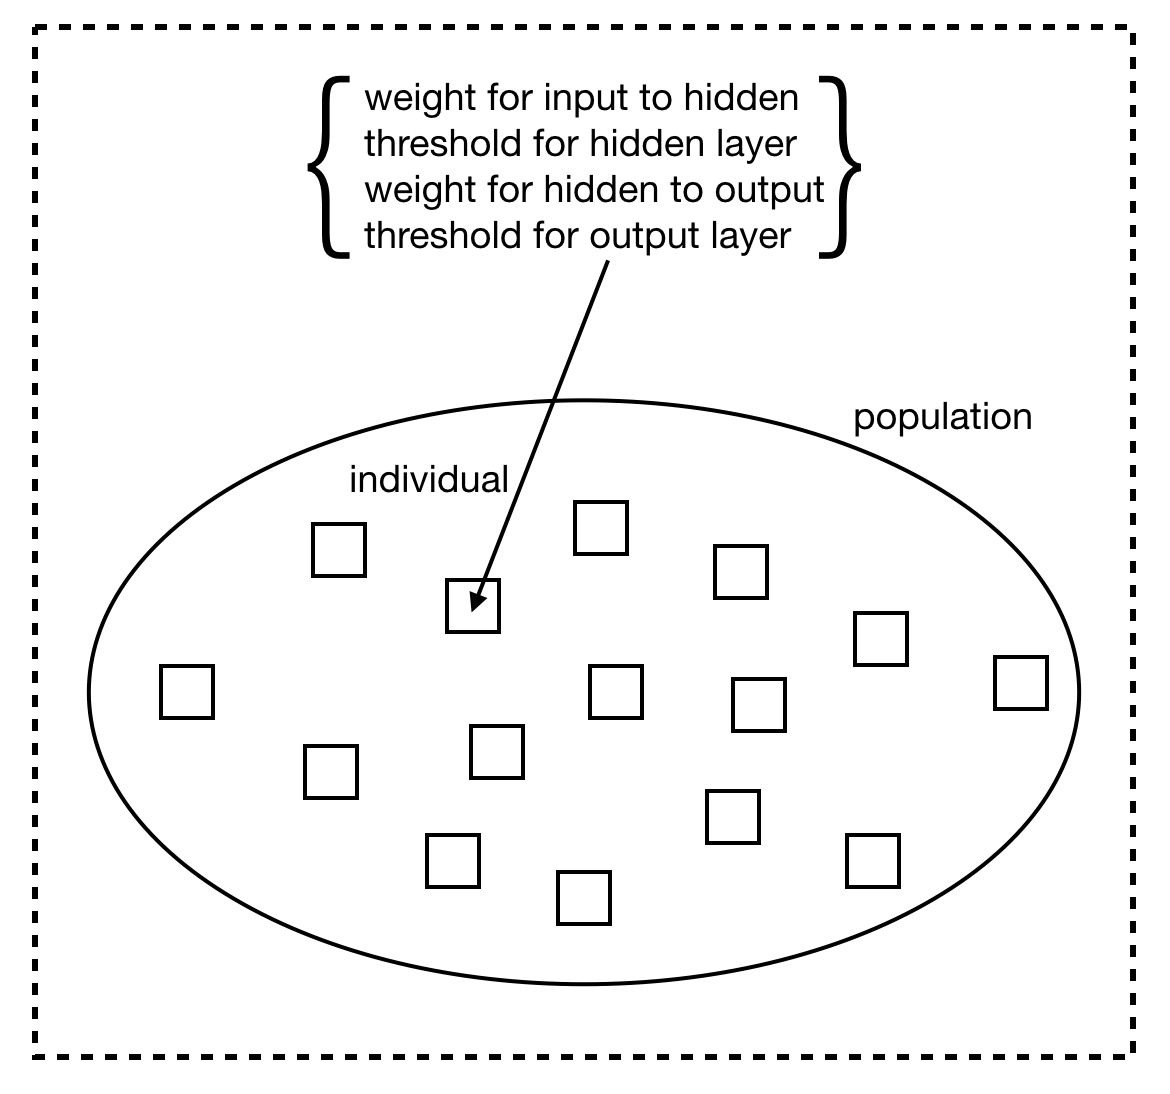 weight for input to hidden
threshold for hidden layer
weight for hidden to output
threshold for output layer
population
individual